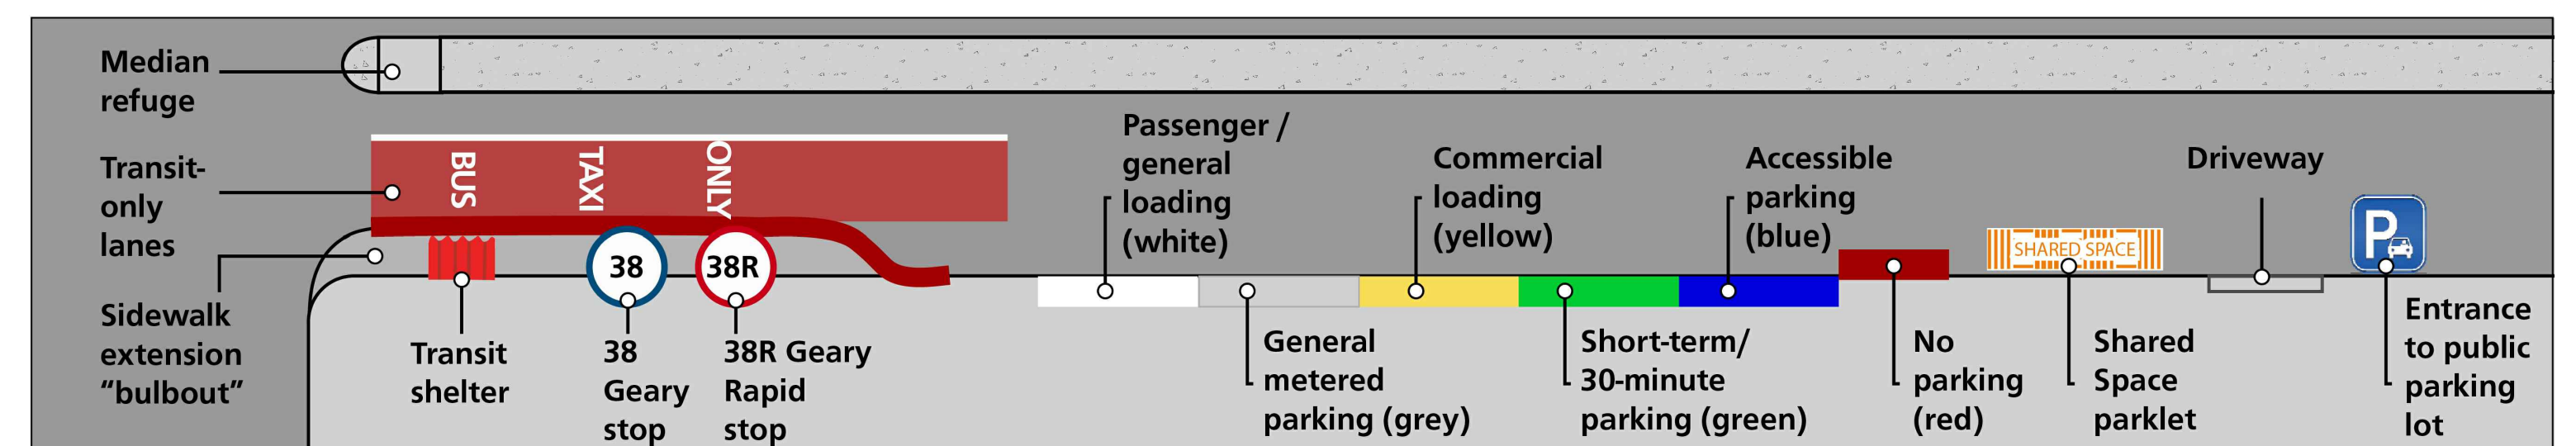 Median
refuge
Transit-
only
lanes
Sidewalk
extension
“bulbout”
BUS
TAXI
ONLY
Transit
shelter
38
38
Geary
stop
38R
38R Geary
Rapid
stop
Passenger /
general
loading
(white)
General
metered
parking (grey)
Commercial
loading
(yellow)
Short-term/
30-minute
parking (green)
Accessible
parking
(blue)
No
parking
(red)
SHARED SPACE
Shared
Space
parklet
Driveway
P
Entrance
to public
parking
lot